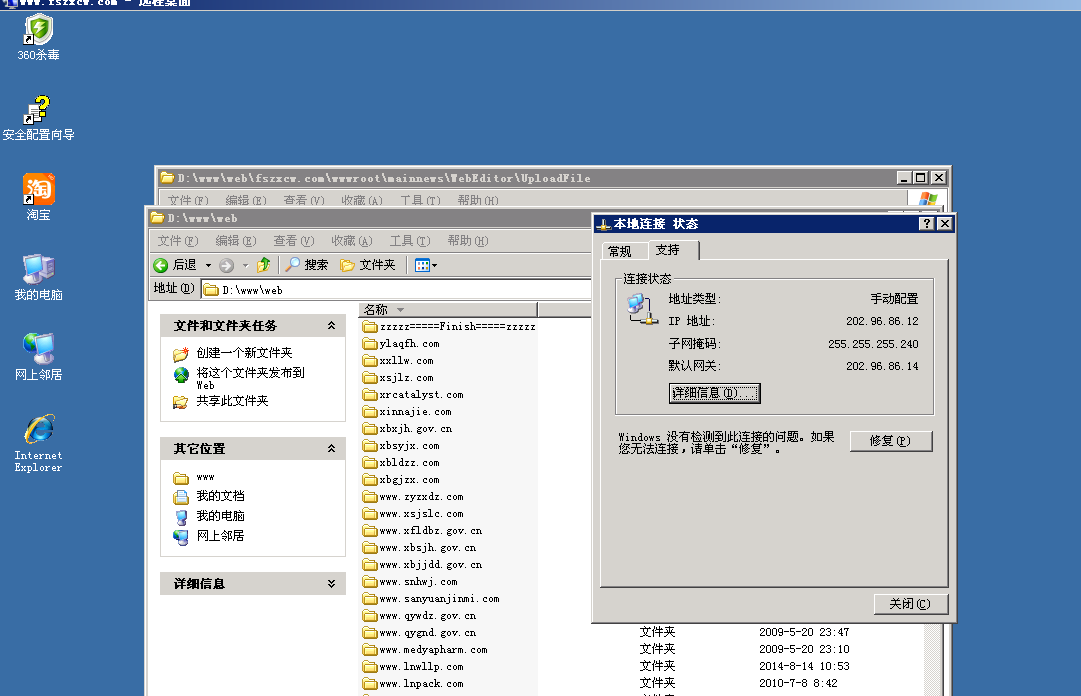 www.fszxcw.com - 远程桌面
360杀毒
安全配置向导
淘宝
我的电脑
网上邻居
Internet
Explorer
D:\www\web\fszxcw.com\wwwroot\mainnews\WebEditor\UploadFile
文件(F) 编辑(E) 查看(V) 收藏(A) 工具(T) 帮助(H)
D:\www\web
文件(F) 编辑(E) 查看(V) 收藏(A) 工具(T) 帮助(H)
后退 搜索 文件夹
地址(D) D:\www\web
文件和文件夹任务
创建一个新文件夹
将这个文件夹发布到
Web
共享此文件夹
其它位置
www
我的文档
我的电脑
网上邻居
详细信息
名称
zzzzz=====Finish=====zzzzz
ylaqfh.com
xxllw.com
xsjlz.com
xrcatalyst.com
xinnajie.com
xbxjh.gov.cn
xbsyjx.com
xbldzz.com
xbgjzx.com
www.zyzxdz.com
www.xsjslc.com
www.xfldbz.gov.cn
www.xbsjh.gov.cn
www.xbjjdd.gov.cn
www.snhwj.com
www.sanyuanjinmi.com
www.qywdz.gov.cn
www.qygnd.gov.cn
www.medyapharm.com
www.lnwllp.com
www.lnpack.com
文件夹 2009-5-20 23:47
文件夹 2009-5-20 23:10
文件夹 2014-8-14 10:53
文件夹 2010-7-8 8:42
本地连接 状态
常规 支持
连接状态
地址类型: 手动配置
IP 地址: 202.96.86.12
子网掩码: 255.255.255.240
默认网关: 202.96.86.14
详细信息(D)...
Windows 没有检测到此连接的问题。如果
您无法连接，请单击“修复”。
修复(P)
关闭(C)